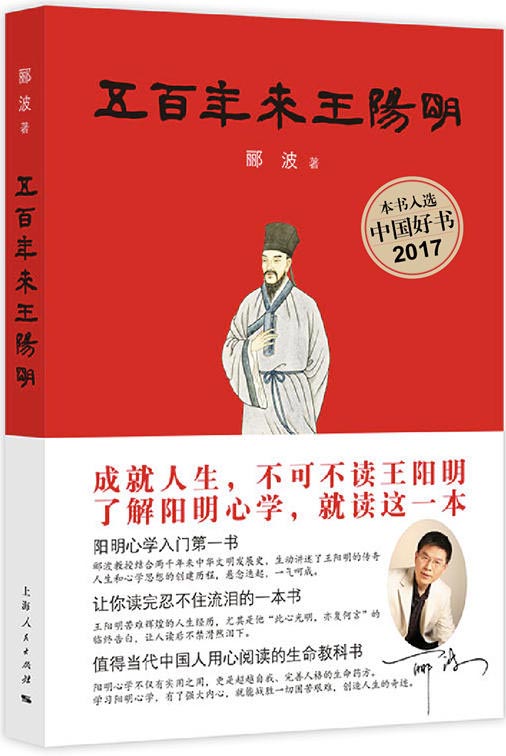 郦波 著
五百年来王陽明
上海人民出版社
五百年来王陽明
郦 波 著
本书入选
中国好书
2017
成就人生，不可不读王阳明
了解阳明心学，就读这一本
阳明心学入门第一书
郦波教授结合两千年来中华文明发展史，生动讲述了王阳明的传奇
人生和心学思想的创建历程，悬念迭起，一气呵成。
让你读完忍不住流泪的一本书
王阳明苦难辉煌的人生经历，尤其是他“此心光明，亦复何言”的
临终告白，让人读后不禁潸然泪下。
值得当代中国人用心阅读的生命教科书
阳明心学不仅有实用之用，更是超越自我、完善人格的生命药方。
学习阳明心学，有了强大内心，就能战胜一切困苦艰难，创造人生的奇迹。
郦波